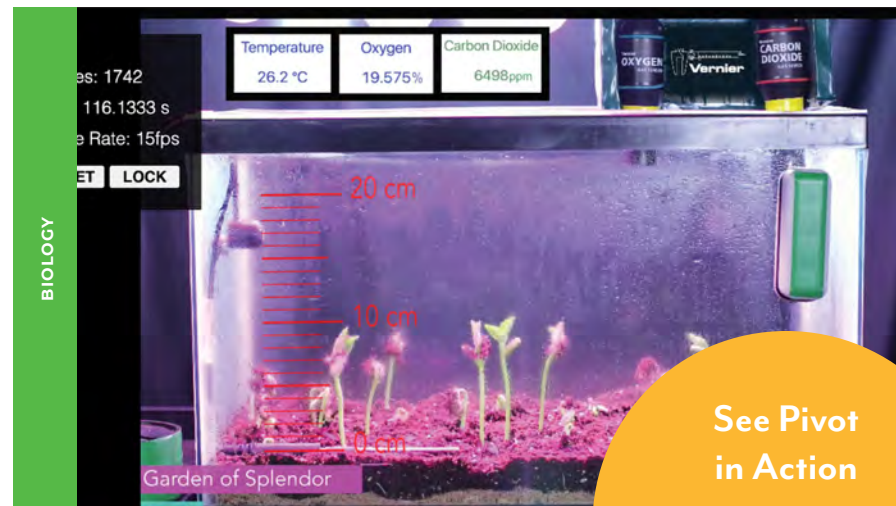 BIOLOGY
es: 1742
116.1333 s
e Rate: 15fps
ET LOCK
Temperature
26.2 °C
Oxygen
19.575%
Carbon Dioxide
6498ppm
OXYGEN
Vernier
CARBON
DIOXIDE
20 cm
10 cm
0 cm
Garden of Splendor
See Pivot
in Action